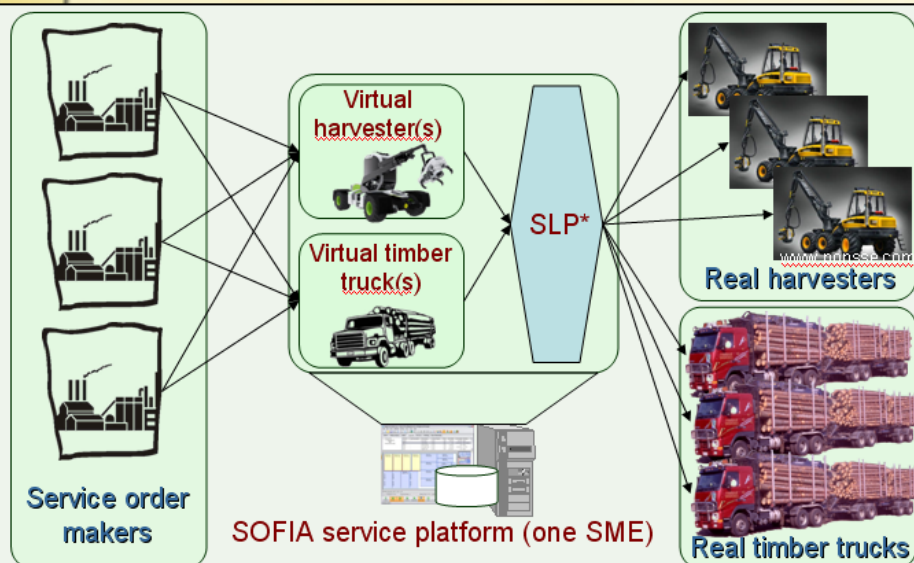 Virtual
harvester(s)
Virtual timber
truck(s)
SLP*
Real harvesters
Service order
makers
SOFIA service platform (one SME)
Real timber trucks